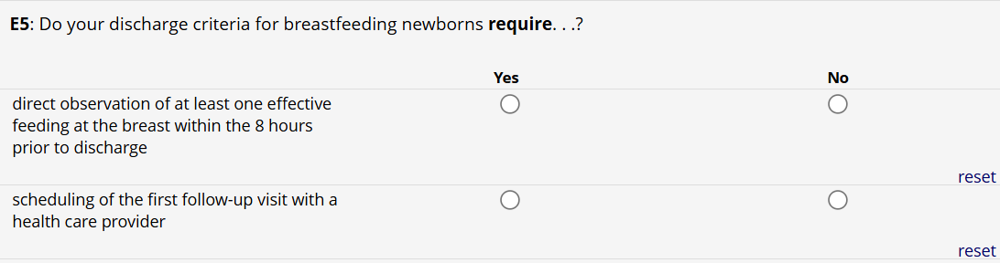 E5: Do your discharge criteria for breastfeeding newborns require. . .?
Yes No
direct observation of at least one effective
feeding at the breast within the 8 hours
prior to discharge
reset
scheduling of the first follow-up visit with a
health care provider
reset